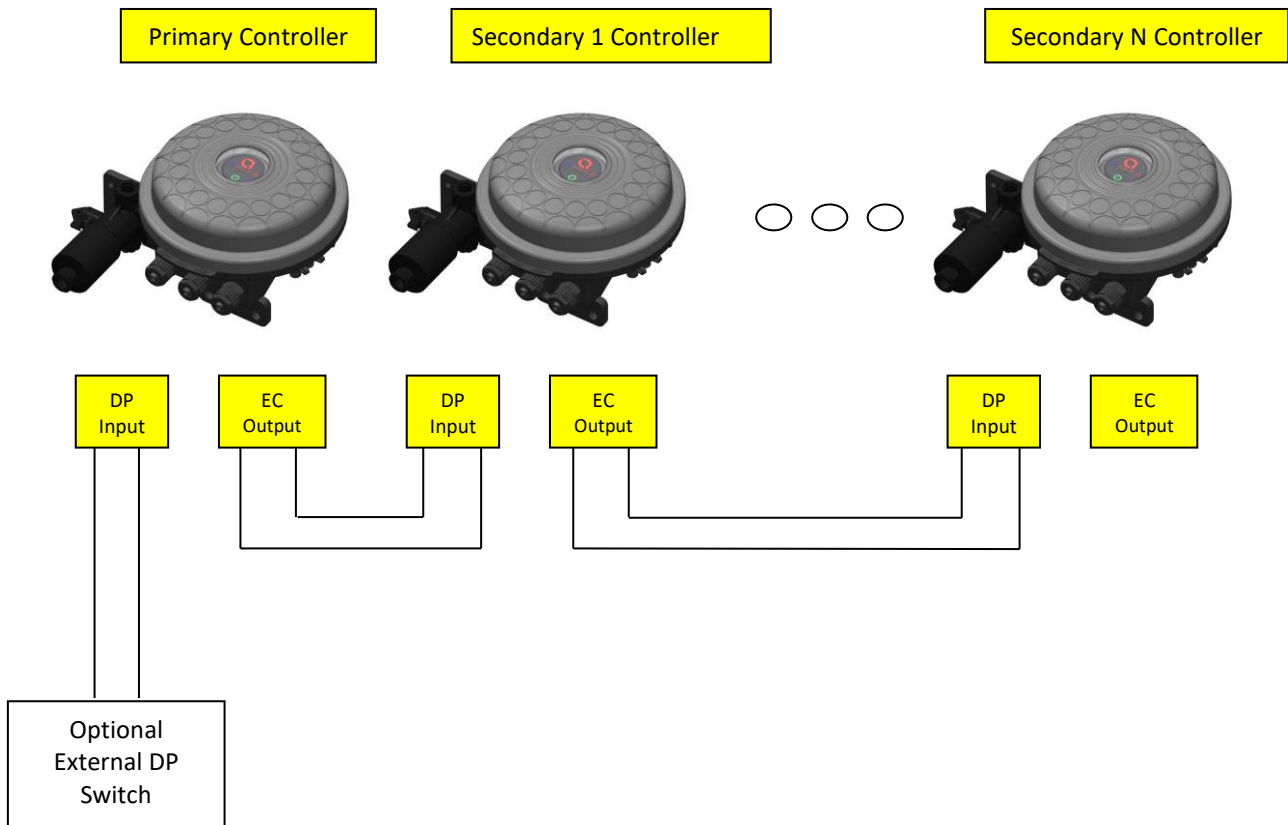 Primary Controller
Secondary 1 Controller
Secondary N Controller
DP
Input
EC
Output
DP
Input
EC
Output
DP
Input
EC
Output
Optional
External DP
Switch